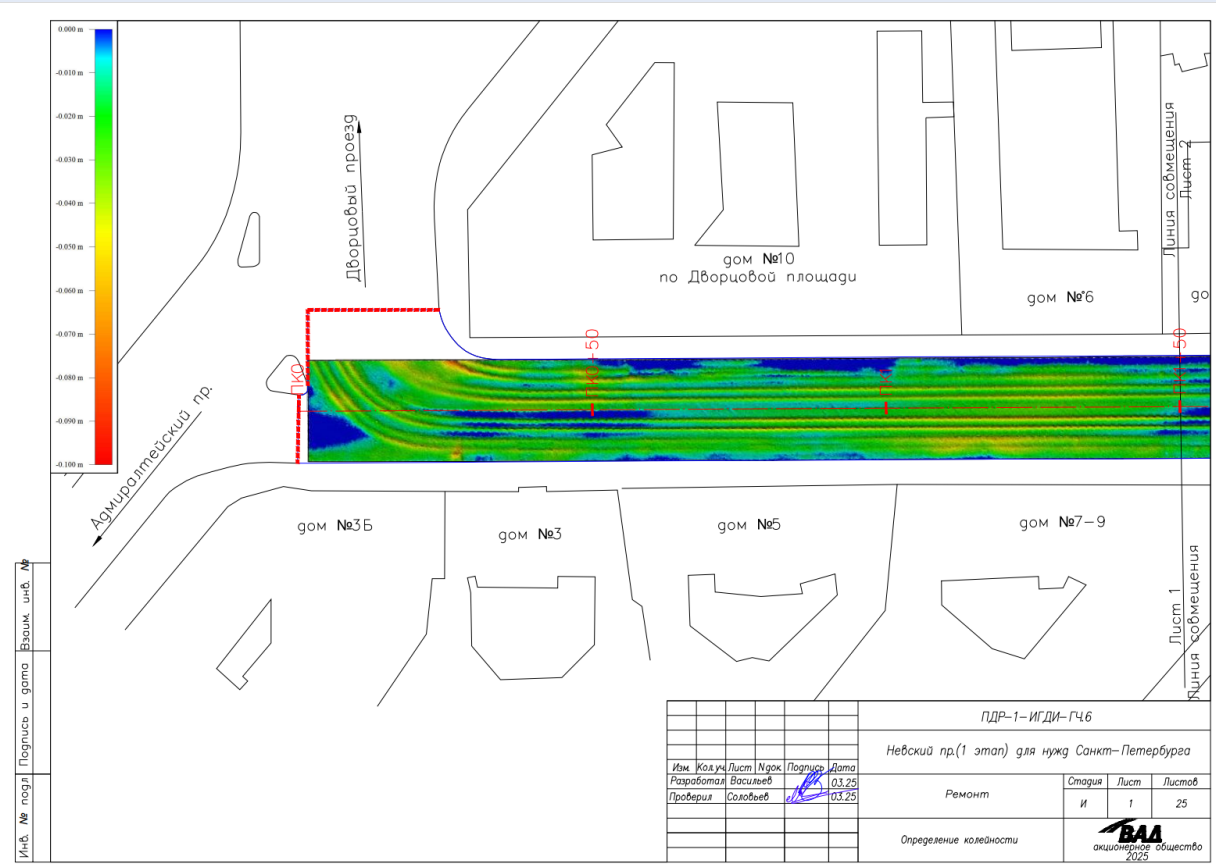 0.000 m
-0.010 m
-0.020 m
-0.030 m
-0.040 m
-0.050 m
-0.060 m
-0.070 m
-0.080 m
-0.090 m
-0.100 m
Дворцовый проезд
Адмиралтейский пр.
дом №10
по Дворцовой площади
дом №6
Линия совмещения
Лист 2
ПК0
ПК0+50
ПК1
ПК1+50
дом №3Б
дом №3
дом №5
дом №7-9
Лист 1
Линия совмещения
Взаим. инв. №
Подпись и дата
Инв. № подл
ПДР-1-ИГДИ-ГЧ.6
Невский пр.(1 этап) для нужд Санкт-Петербурга
Изм. Кол.уч Лист Nдок Подпись Дата
Разработал Васильев 03.25
Проверил Соловьев 03.25
Ремонт
Стадия Лист Листов
И 1 25
Определение колейности
ВАД
акционерное общество
2025